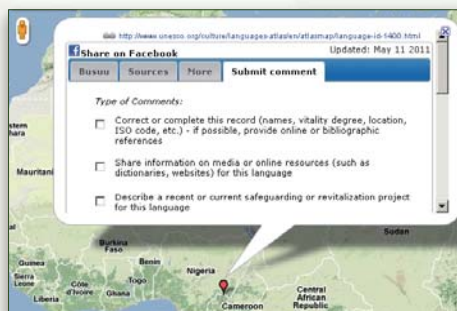 http://www.unesco.org/culture/languages-atlas/en/atlasmap/language-id-1400.html
Share on Facebook
Updated: May 11 2011
Busuu
Sources
More
Submit comment
Type of Comments:
Correct or complete this record (names, vitality degree, location,
ISO code, etc.) - if possible, provide online or bibliographic
references
Share information on media or online resources (such as
dictionaries, websites) for this language
Describe a recent or current safeguarding or revitalization project
for this language
stern
hara
Mauritani
Sudan
Burkina
Faso
Guinea
Benin
Nigeria
Sierra
Leone
Côte
d'Ivoire
Togo
Ghana
Liberia
Cameroon
Central
African
Republic